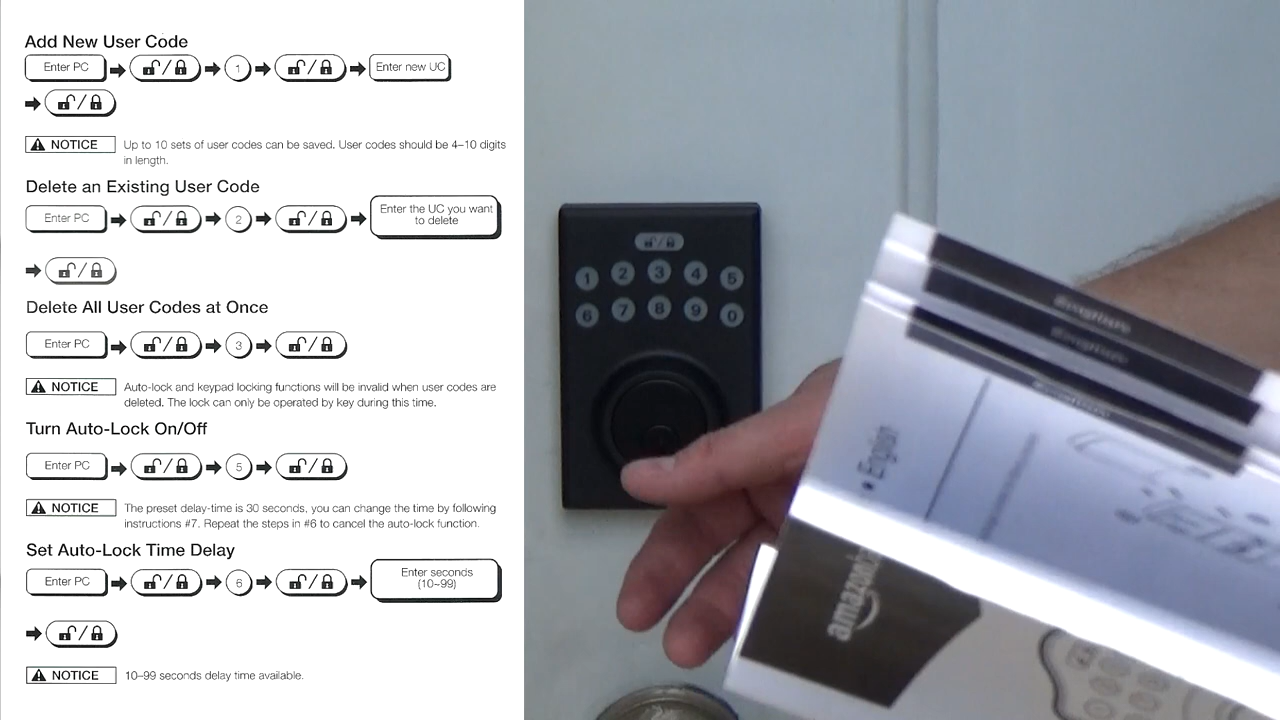 Add New User Code
Enter PC 1 Enter new UC
NOTICE Up to 10 sets of user codes can be saved. User codes should be 4–10 digits
in length.
Delete an Existing User Code
Enter PC 2 Enter the UC you want
to delete
Delete All User Codes at Once
Enter PC 3
NOTICE Auto-lock and keypad locking functions will be invalid when user codes are
deleted. The lock can only be operated by key during this time.
Turn Auto-Lock On/Off
Enter PC 5
NOTICE The preset delay-time is 30 seconds, you can change the time by following
instructions #7. Repeat the steps in #6 to cancel the auto-lock function.
Set Auto-Lock Time Delay
Enter PC 6 Enter seconds
(10~99)
NOTICE 10–99 seconds delay time available.
1 2 3 4 5
6 7 8 9 0
• English